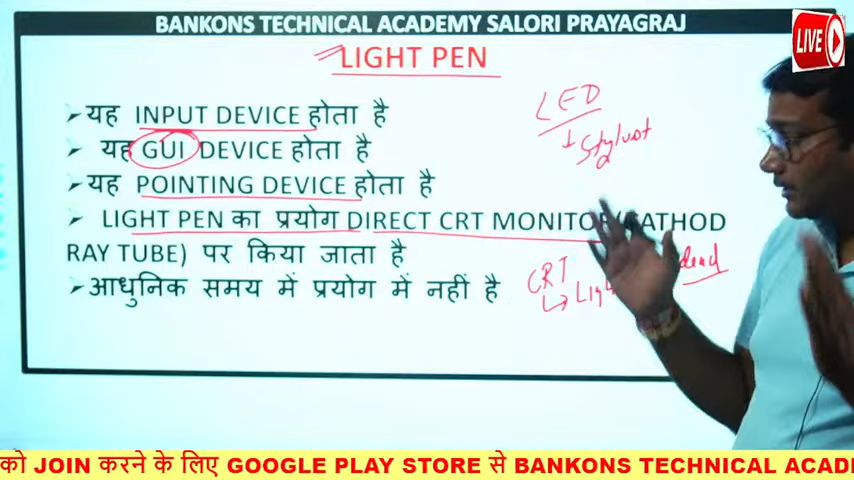 BANKONS TECHNICAL ACADEMY SALORI PRAYAGRAJ
LIVE
LIGHT PEN
यह INPUT DEVICE होता है
यह GUI DEVICE होता है
यह POINTING DEVICE होता है
LIGHT PEN का प्रयोग DIRECT CRT MONITOR (CATHOD
RAY TUBE) पर किया जाता है
आधुनिक समय में प्रयोग में नहीं है
LED
CRT
dead
को JOIN करने के लिए GOOGLE PLAY STORE से BANKONS TECHNICAL ACADE